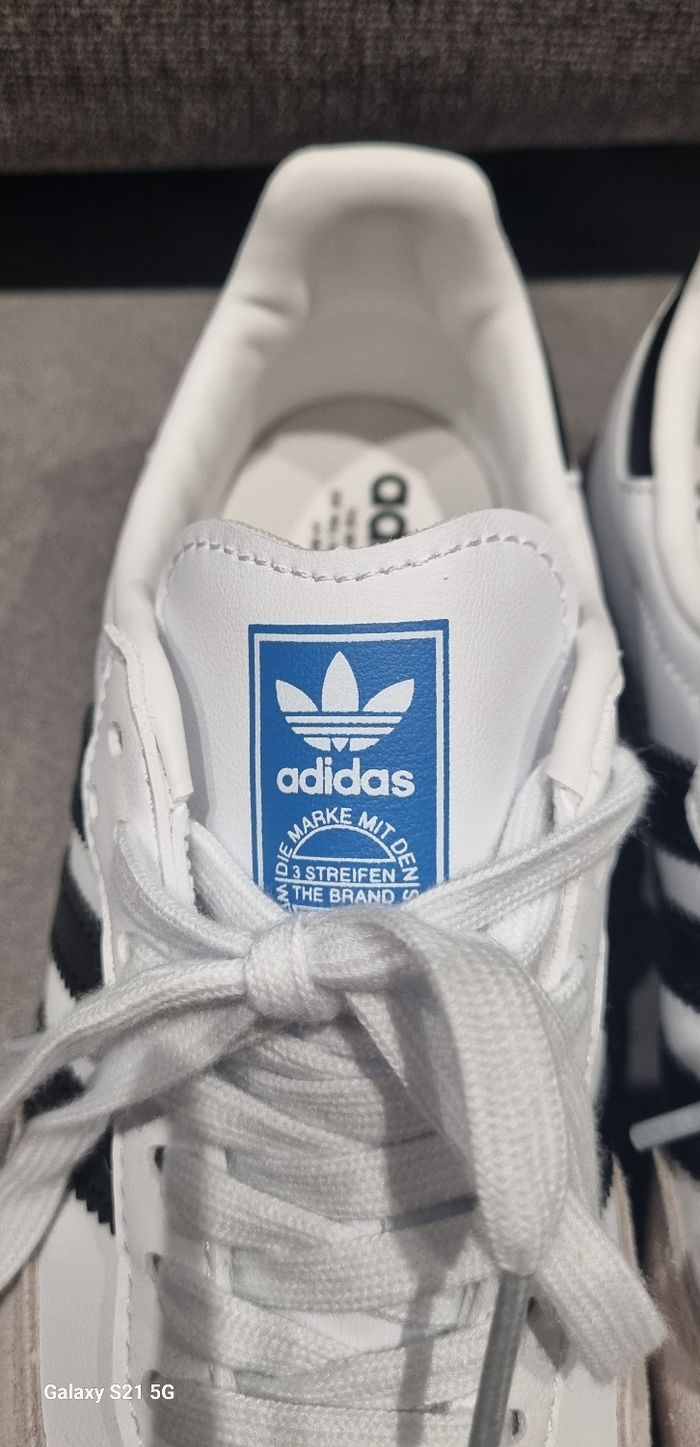 adidas
DIE MARKE MIT DEN
3 STREIFEN
THE BRAND
Galaxy S21 5G